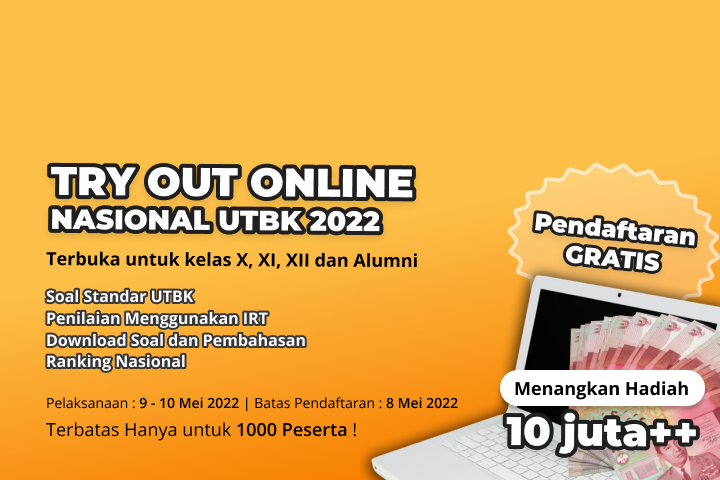 TRY OUT ONLINE
NASIONAL UTBK 2022
Terbuka untuk kelas X, XI, XII dan Alumni
Soal Standar UTBK
Penilaian Menggunakan IRT
Download Soal dan Pembahasan
Ranking Nasional
Pelaksanaan : 9 - 10 Mei 2022 | Batas Pendaftaran : 8 Mei 2022
Terbatas Hanya untuk 1000 Peserta !
Pendaftaran
GRATIS
Menangkan Hadiah
10 juta++